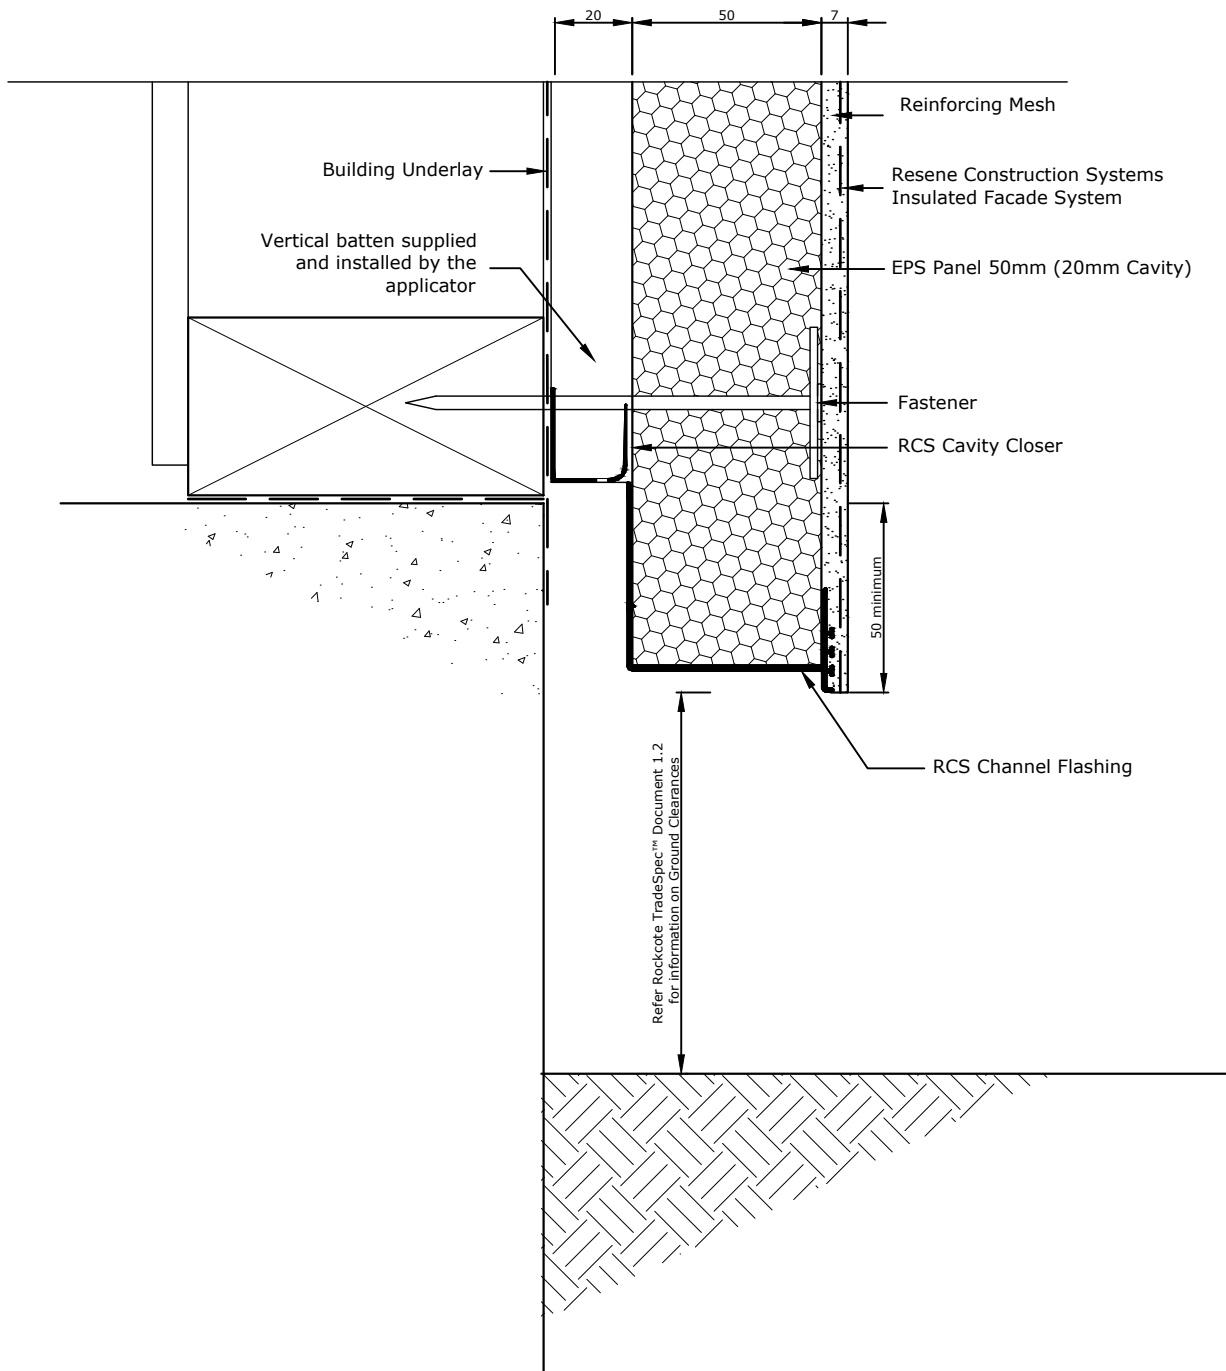 20
50
7
Reinforcing Mesh
Building Underlay
Resene Construction Systems
Insulated Facade System
Vertical batten supplied
and installed by the
applicator
EPS Panel 50mm (20mm Cavity)
Fastener
RCS Cavity Closer
50 minimum
RCS Channel Flashing
Refer Rockcote TradeSpec™ Document 1.2
for information on Ground Clearances